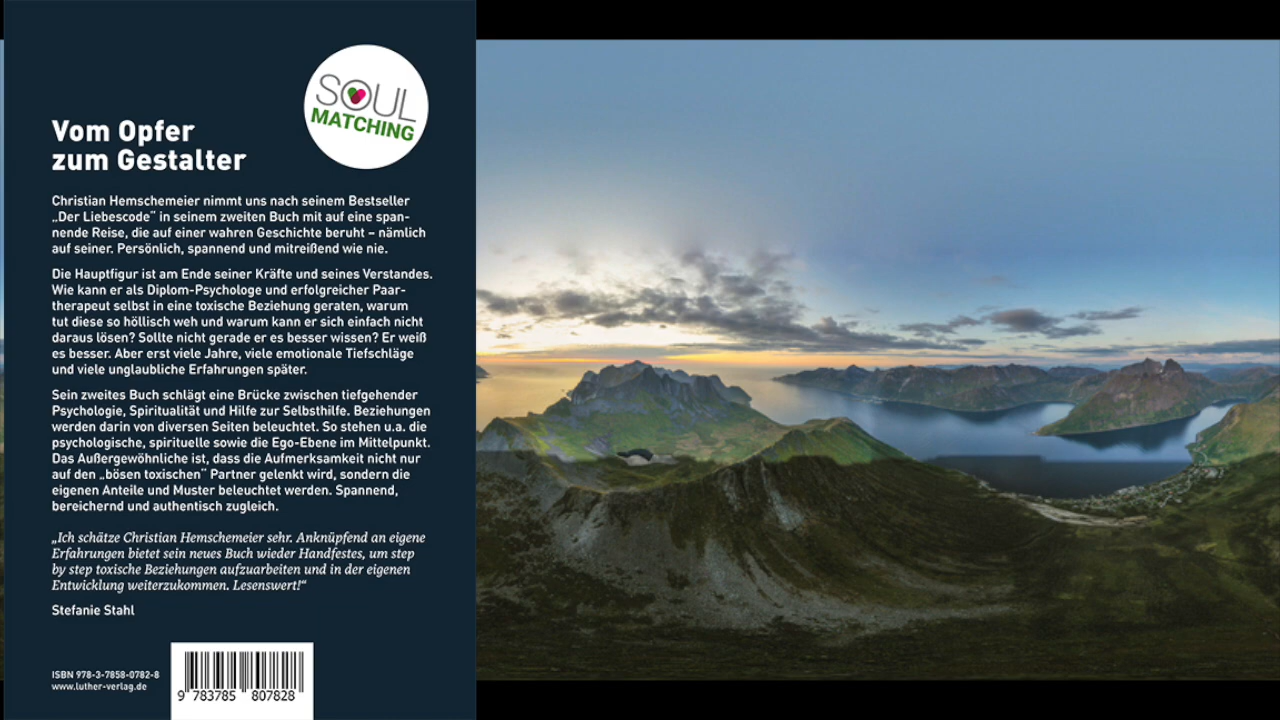 SOUL
MATCHING
Vom Opfer
zum Gestalter
Christian Hemschemeier nimmt uns nach seinem Bestseller
„Der Liebescode“ in seinem zweiten Buch mit auf eine span-
nende Reise, die auf einer wahren Geschichte beruht – nämlich
auf seiner. Persönlich, spannend und mitreißend wie nie.
Die Hauptfigur ist am Ende seiner Kräfte und seines Verstandes.
Wie kann er als Diplom-Psychologe und erfolgreicher Paar-
therapeut selbst in eine toxische Beziehung geraten, warum
tut diese so höllisch weh und warum kann er sich einfach nicht
daraus lösen? Sollte nicht gerade er es besser wissen? Er weiß
es besser. Aber erst viele Jahre, viele emotionale Tiefschläge
und viele unglaubliche Erfahrungen später.
Sein zweites Buch schlägt eine Brücke zwischen tiefgehender
Psychologie, Spiritualität und Hilfe zur Selbsthilfe. Beziehungen
werden darin von diversen Seiten beleuchtet. So stehen u.a. die
psychologische, spirituelle sowie die Ego-Ebene im Mittelpunkt.
Das Außergewöhnliche ist, dass die Aufmerksamkeit nicht nur
auf den „bösen toxischen“ Partner gelenkt wird, sondern die
eigenen Anteile und Muster beleuchtet werden. Spannend,
bereichernd und authentisch zugleich.
„Ich schätze Christian Hemschemeier sehr. Anknüpfend an eigene
Erfahrungen bietet sein neues Buch wieder Handfestes, um step
by step toxische Beziehungen aufzuarbeiten und in der eigenen
Entwicklung weiterzukommen. Lesenswert!“
Stefanie Stahl
ISBN 978-3-7858-0782-8
www.luther-verlag.de
9 783785 807828